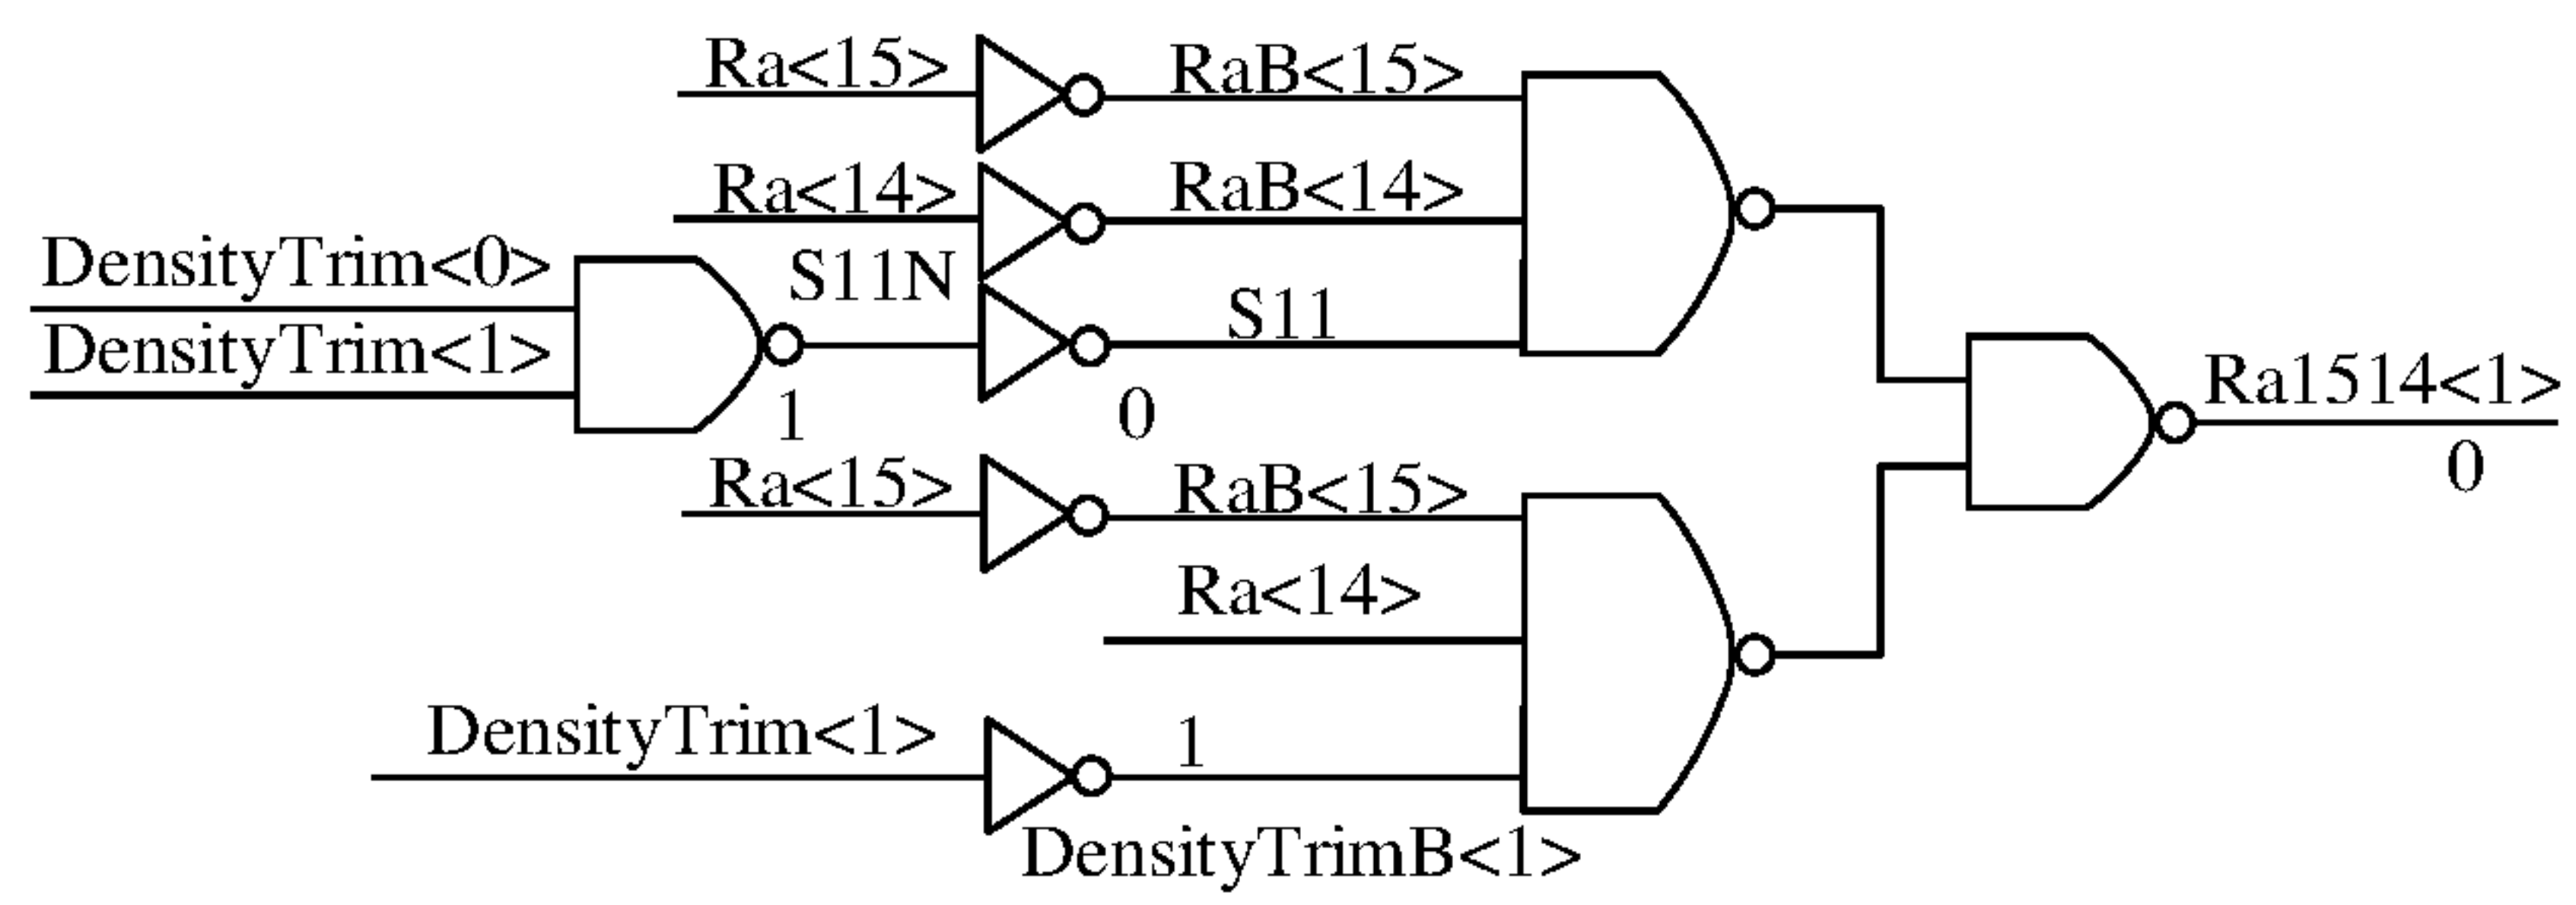 Ra<15>
RaB<15>
Ra<14>
RaB<14>
DensityTrim<0>
S11N
S11
DensityTrim<1>
Ra1514<1>
1
0
0
Ra<15>
RaB<15>
Ra<14>
DensityTrim<1>
1
DensityTrimB<1>